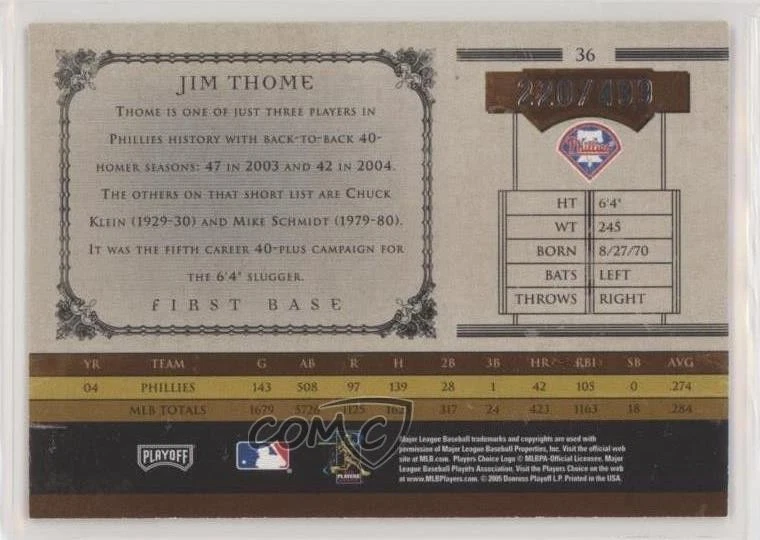 JIM THOME
THOME IS ONE OF JUST THREE PLAYERS IN
PHILLIES HISTORY WITH BACK-TO-BACK 40-
HOMER SEASONS: 47 IN 2003 AND 42 IN 2004.
THE OTHERS ON THAT SHORT LIST ARE CHUCK
KLEIN (1929-30) AND MIKE SCHMIDT (1979-80).
IT WAS THE FIFTH CAREER 40-PLUS CAMPAIGN FOR
THE 6'4" SLUGGER.
FIRST BASE
36
220/499
Phillies
HT 6'4"
WT 245
BORN 8/27/70
BATS LEFT
THROWS RIGHT
YR TEAM G AB R H 2B 3B HR RBI SB AVG
04 PHILLIES 143 508 97 139 28 1 42 105 0 .274
MLB TOTALS 1679 5726 1125 317 24 423 1163 18 .284
COMC
PLAYOFF
PLAYERS
Major League Baseball trademarks and copyrights are used with
permission of Major League Baseball Properties, Inc. Visit the official web
site at MLB.com. Players Choice Logo © MLBPA-Official Licensee, Major
League Baseball Players Association, Visit the Players Choice on the web
at www.MLBPlayers.com. © 2005 Donruss Playoff L.P. Printed in the USA.